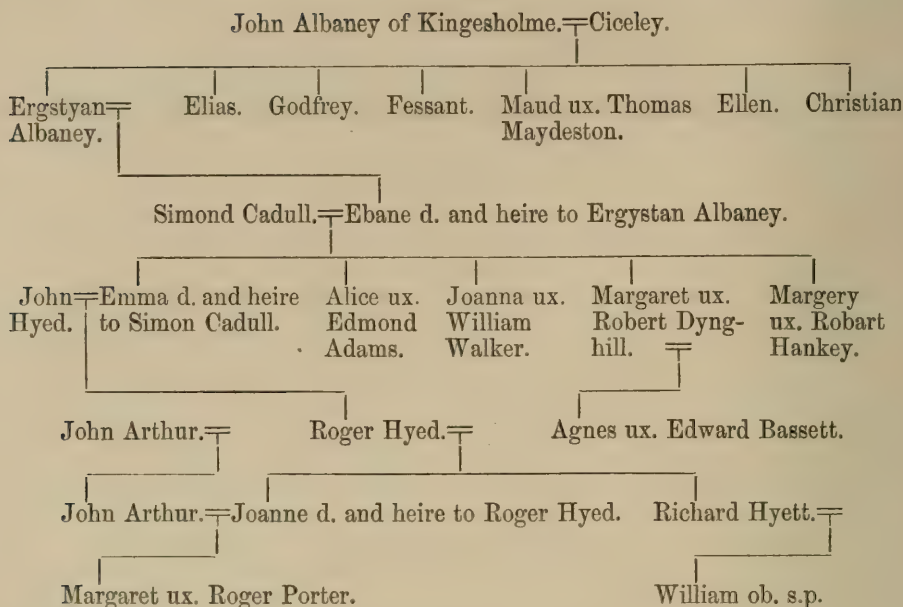 John Albaney of Kingesholme.=Ciceley.
Ergstyan= Albaney.
Elias.
Godfrey.
Fessant.
Maud ux. Thomas Maydeston.
Ellen.
Christian
Simond Cadull.=Ebane d. and heire to Ergystan Albaney.
John=Emma d. and heire
Hyed. to Simon Cadull.
Alice ux.
Edmond
Adams.
Joanna ux.
William
Walker.
Margaret ux.
Robert Dyng-
hill. =
Margery
ux. Robart
Hankey.
John Arthur.=
Roger Hyed.=
Agnes ux. Edward Bassett.
John Arthur.=Joanne d. and heire to Roger Hyed.
Richard Hyett.=
Margaret ux. Roger Porter.
William ob. s.p.